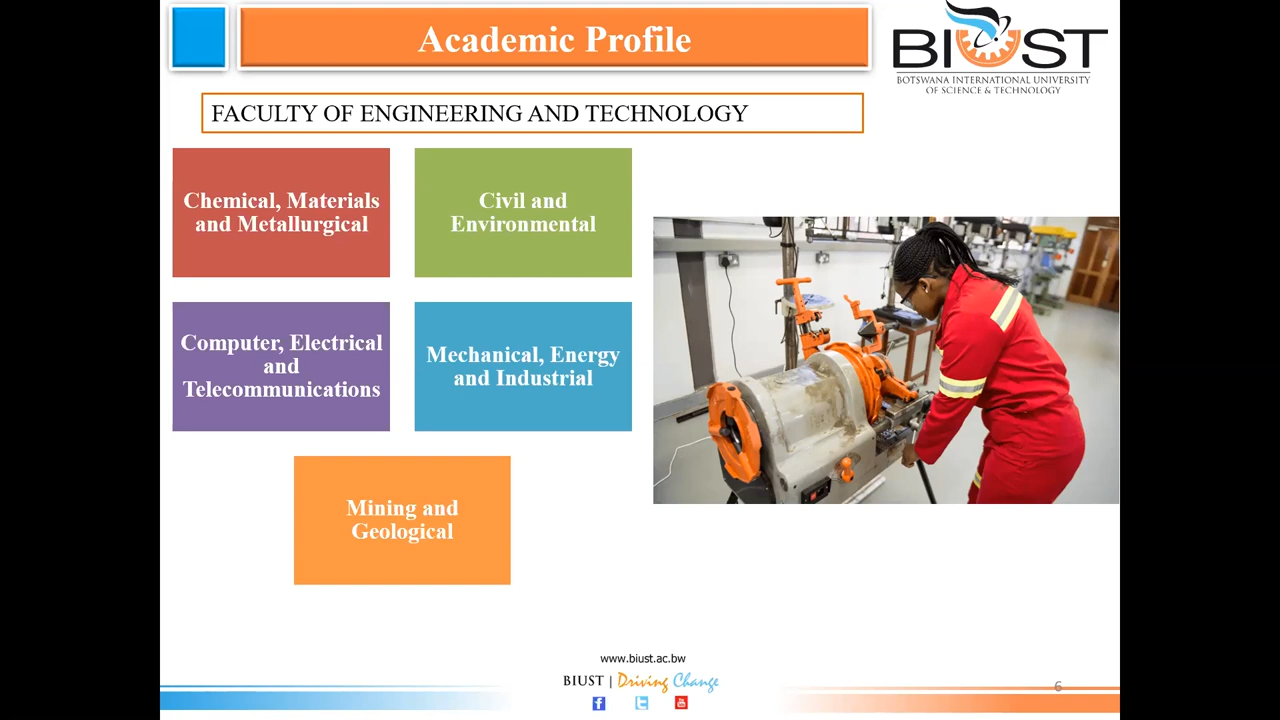 Academic Profile
BIUST
BOTSWANA INTERNATIONAL UNIVERSITY
OF SCIENCE & TECHNOLOGY
FACULTY OF ENGINEERING AND TECHNOLOGY
Chemical, Materials
and Metallurgical
Civil and
Environmental
Computer, Electrical
and
Telecommunications
Mechanical, Energy
and Industrial
Mining and
Geological
www.biust.ac.bw
BIUST | Driving Change
6